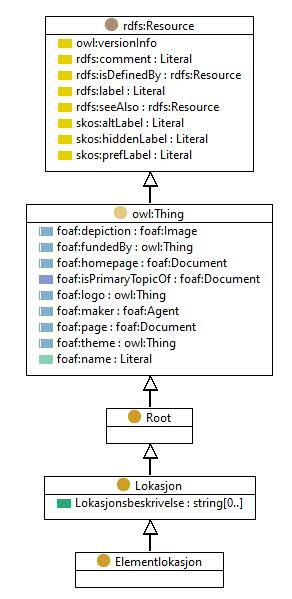 rdfs:Resource
owl:versionInfo
rdfs:comment : Literal
rdfs:isDefinedBy : rdfs:Resource
rdfs:label : Literal
rdfs:seeAlso : rdfs:Resource
skos:altLabel : Literal
skos:hiddenLabel : Literal
skos:prefLabel : Literal
owl:Thing
foaf:depiction : foaf:Image
foaf:fundedBy : owl:Thing
foaf:homepage : foaf:Document
foaf:isPrimaryTopicOf : foaf:Document
foaf:logo : owl:Thing
foaf:maker : foaf:Agent
foaf:page : foaf:Document
foaf:theme : owl:Thing
foaf:name : Literal
Root
Lokasjon
Lokasjonsbeskrivelse : string[0..]
Elementlokasjon